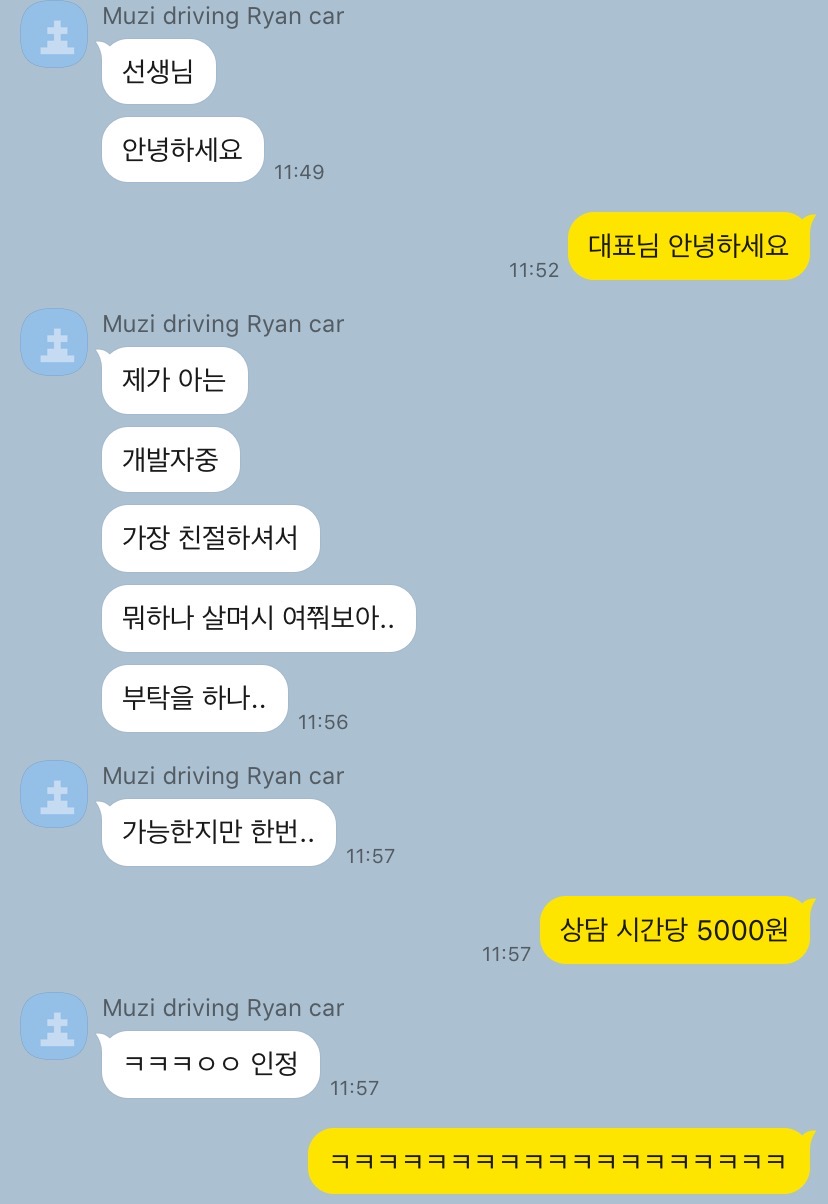 Muzi driving Ryan car
선생님
안녕하세요
11:49
대표님 안녕하세요
11:52
Muzi driving Ryan car
제가 아는
개발자중
가장 친절하셔서
뭐하나 살며시 여쭤보아..
부탁을 하나..
11:56
Muzi driving Ryan car
가능한지만 한번..
11:57
상담 시간당 5000원
11:57
Muzi driving Ryan car
ㅋㅋㅋㅇㅇ 인정
11:57
ㅋㅋㅋㅋㅋㅋㅋㅋㅋㅋㅋㅋㅋㅋㅋㅋㅋㅋㅋ